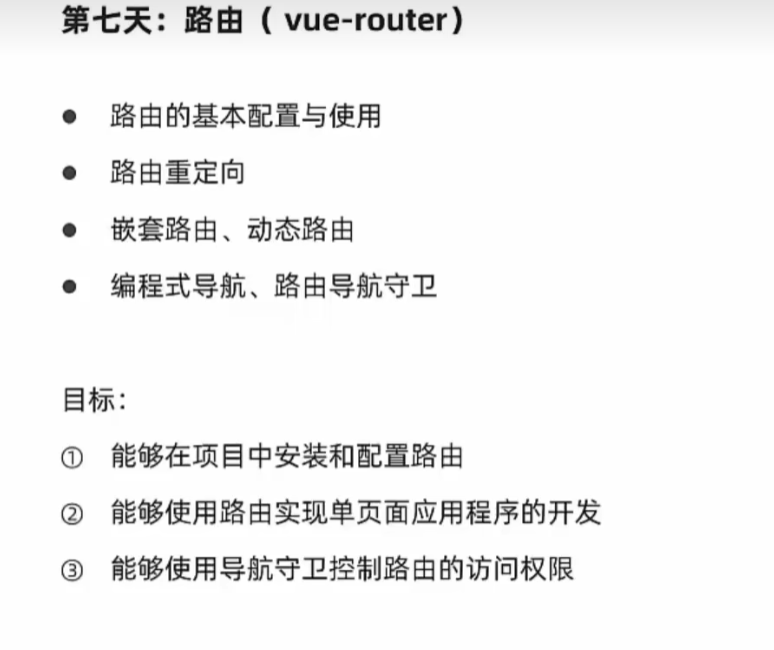 第七天：路由（ vue-router）
● 路由的基本配置与使用
● 路由重定向
● 嵌套路由、动态路由
● 编程式导航、路由导航守卫
目标：
① 能够在项目中安装和配置路由
② 能够使用路由实现单页面应用程序的开发
③ 能够使用导航守卫控制路由的访问权限